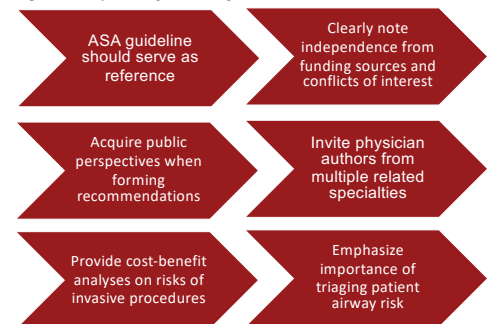 ASA guideline
should serve as
reference
Clearly note
independence from
funding sources and
conflicts of interest
Acquire public
perspectives when
forming
recommendations
Invite physician
authors from
multiple related
specialties
Provide cost-benefit
analyses on risks of
invasive procedures
Emphasize
importance of
triaging patient
airway risk